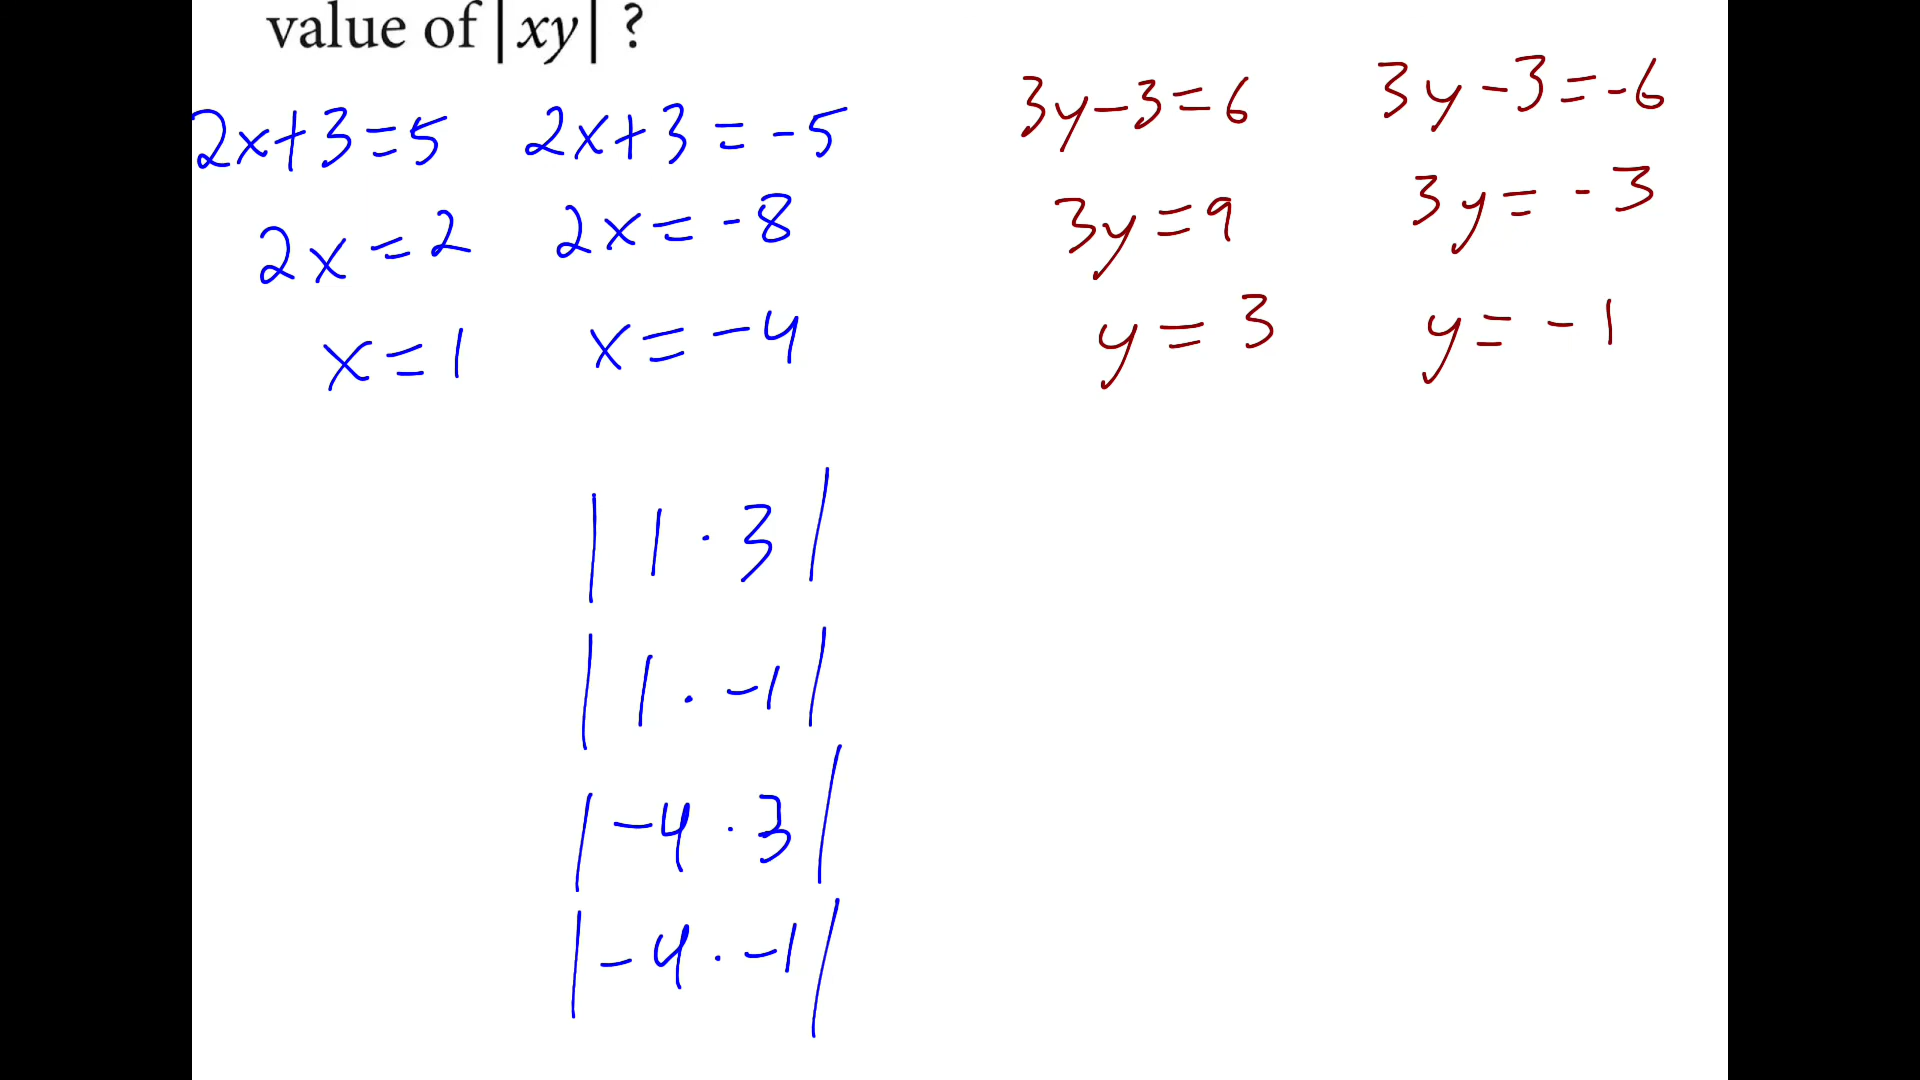 value of |xy| ?
2x+3=5 2x+3=-5 3y-3=6 3y-3=-6
2x=2 2x=-8 3y=9 3y=-3
x=1 x=-4 y=3 y=-1
|1·3|
|1·-1|
|-4·3|
|-4·-1|